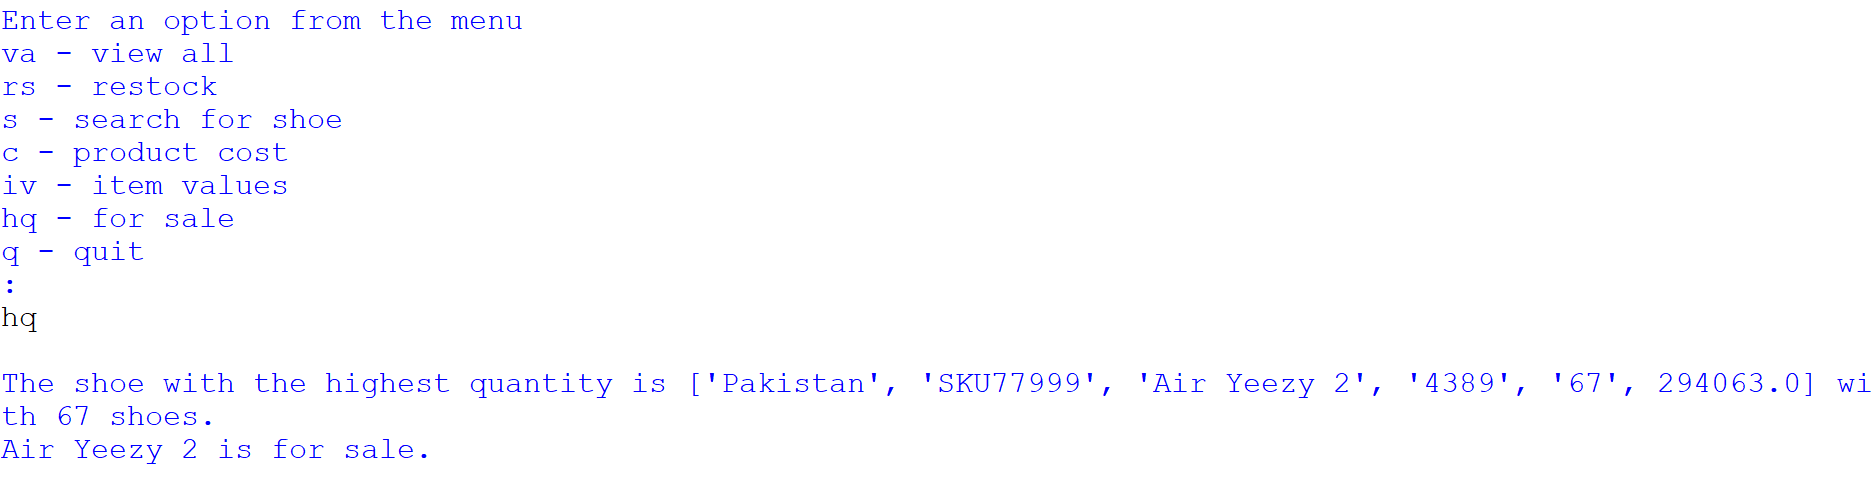 Enter an option from the menu
va - view all
rs - restock
s - search for shoe
c - product cost
iv - item values
hq - for sale
q - quit
:
hq
The shoe with the highest quantity is ['Pakistan', 'SKU77999', 'Air Yeezy 2', '4389', '67', 294063.0] wi
th 67 shoes.
Air Yeezy 2 is for sale.